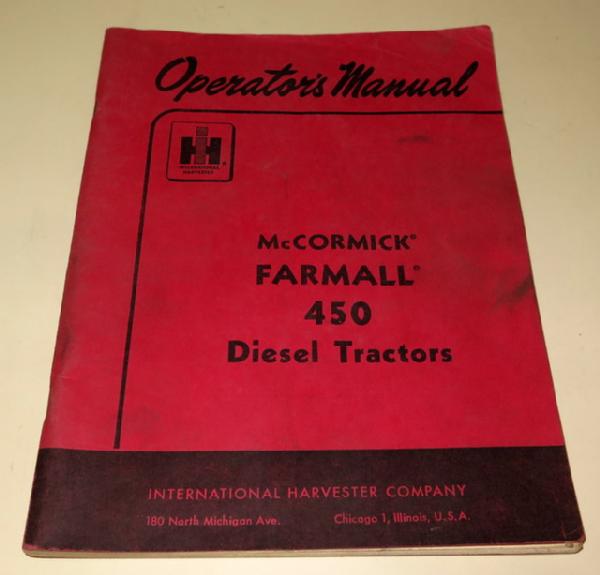 Operator's Manual
IH®
INTERNATIONAL
HARVESTER
McCORMICK®
FARMALL®
450
Diesel Tractors
INTERNATIONAL HARVESTER COMPANY
180 North Michigan Ave. Chicago 1, Illinois, U.S.A.